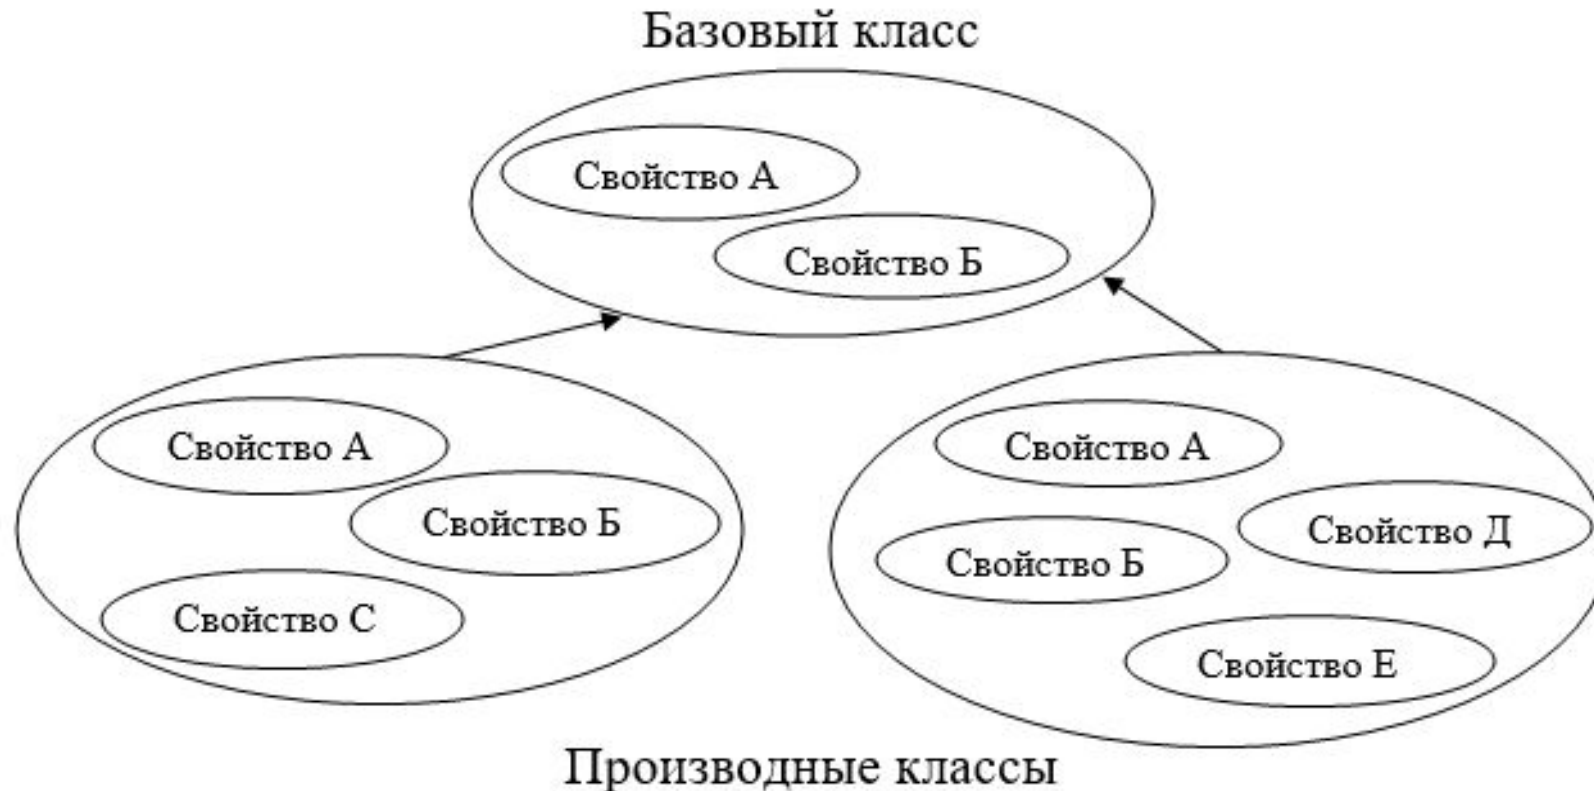 Базовый класс
Свойство А
Свойство Б
Свойство А
Свойство Б
Свойство С
Свойство А
Свойство Д
Свойство Б
Свойство Е
Производные классы